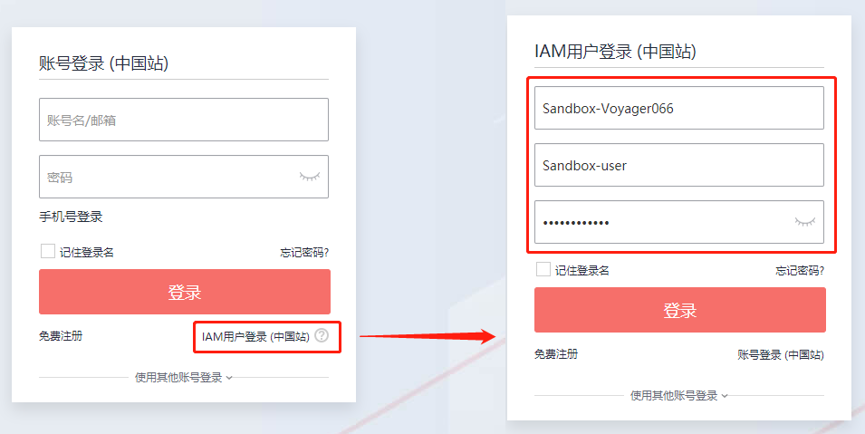 账号登录 (中国站)
账号名/邮箱
密码
手机号登录
记住登录名 忘记密码?
登录
免费注册 IAM用户登录 (中国站) ?
使用其他账号登录
IAM用户登录 (中国站)
Sandbox-Voyager066
Sandbox-user
••••••••••••
记住登录名 忘记密码?
登录
免费注册 账号登录 (中国站)
使用其他账号登录